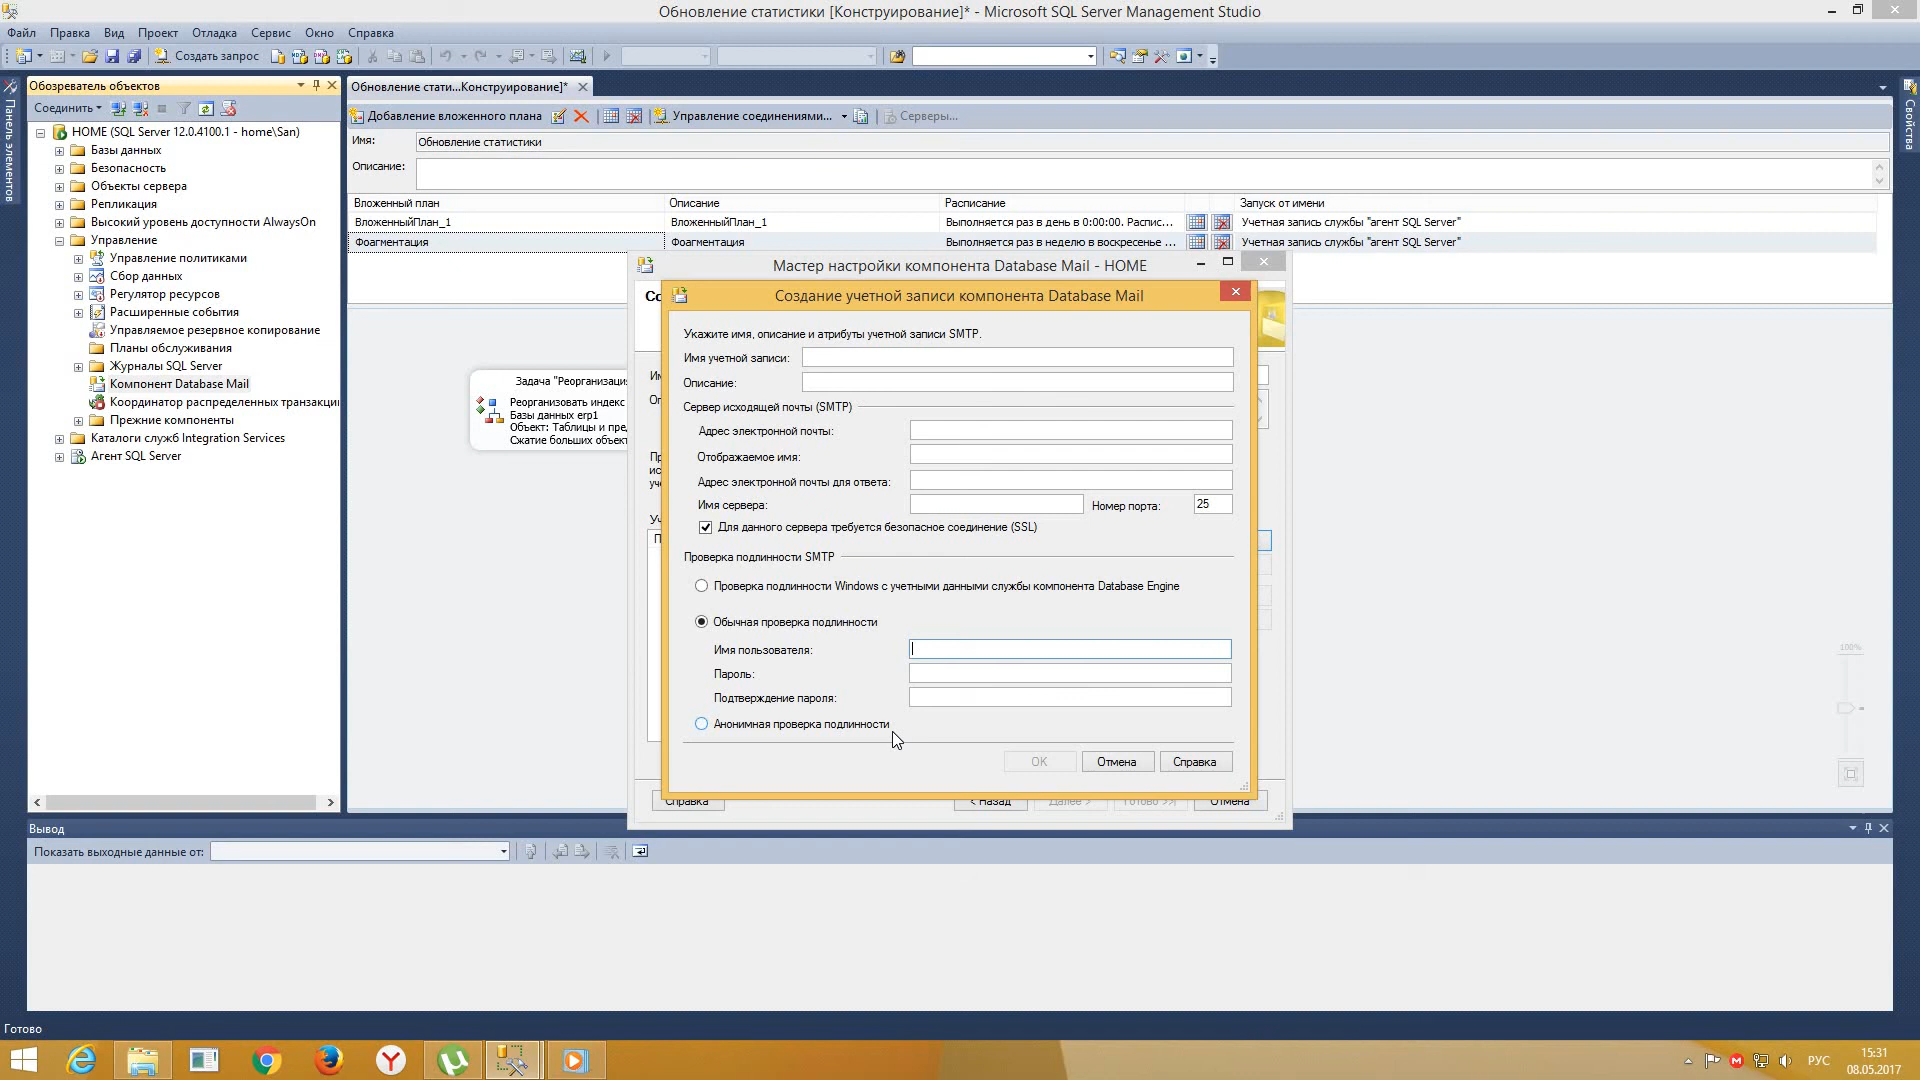 Обновление статистики [Конструирование]* - Microsoft SQL Server Management Studio
Файл Правка Вид Проект Отладка Сервис Окно Справка
Создать запрос
Панель элементов
Обозреватель объектов
Соединить
HOME (SQL Server 12.0.4100.1 - home\San)
Базы данных
Безопасность
Объекты сервера
Репликация
Высокий уровень доступности AlwaysOn
Управление
Управление политиками
Сбор данных
Регулятор ресурсов
Расширенные события
Управляемое резервное копирование
Планы обслуживания
Журналы SQL Server
Компонент Database Mail
Координатор распределенных транзакци
Прежние компоненты
Каталоги служб Integration Services
Агент SQL Server
Обновление стати...Конструирование]*
Добавление вложенного плана Управление соединениями... Серверы...
Имя: Обновление статистики
Описание:
Вложенный план Описание Расписание Запуск от имени
ВложенныйПлан_1 ВложенныйПлан_1 Выполняется раз в день в 0:00:00. Распис... Учетная запись службы "агент SQL Server"
Фоагментация Фоагментация Выполняется раз в неделю в воскресенье ... Учетная запись службы "агент SQL Server"
Свойства
Задача "Реорганизаци
Реорганизовать индекс
Базы данных erp1
Объект: Таблицы и пред
Сжатие больших объект
100%
Мастер настройки компонента Database Mail - HOME
Со
Оп
Пр
ис
уч
Уч
П
Справка < Назад Далее > Готово >>| Отмена
Создание учетной записи компонента Database Mail
Укажите имя, описание и атрибуты учетной записи SMTP.
Имя учетной записи:
Описание:
Сервер исходящей почты (SMTP)
Адрес электронной почты:
Отображаемое имя:
Адрес электронной почты для ответа:
Имя сервера: Номер порта: 25
Для данного сервера требуется безопасное соединение (SSL)
Проверка подлинности SMTP
Проверка подлинности Windows с учетными данными службы компонента Database Engine
Обычная проверка подлинности
Имя пользователя:
Пароль:
Подтверждение пароля:
Анонимная проверка подлинности
OK Отмена Справка
Вывод
Показать выходные данные от:
Готово
РУС
15:31
08.05.2017